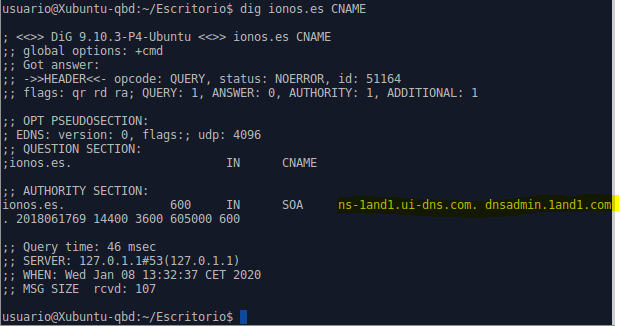 usuario@Xubuntu-qbd:~/Escritorio$ dig ionos.es CNAME
; <<>> DiG 9.10.3-P4-Ubuntu <<>> ionos.es CNAME
;; global options: +cmd
;; Got answer:
;; ->>HEADER<<- opcode: QUERY, status: NOERROR, id: 51164
;; flags: qr rd ra; QUERY: 1, ANSWER: 0, AUTHORITY: 1, ADDITIONAL: 1
;; OPT PSEUDOSECTION:
; EDNS: version: 0, flags:; udp: 4096
;; QUESTION SECTION:
;ionos.es. IN CNAME
;; AUTHORITY SECTION:
ionos.es. 600 IN SOA ns-1and1.ui-dns.com. dnsadmin.1and1.com
. 2018061769 14400 3600 605000 600
;; Query time: 46 msec
;; SERVER: 127.0.1.1#53(127.0.1.1)
;; WHEN: Wed Jan 08 13:32:37 CET 2020
;; MSG SIZE rcvd: 107
usuario@Xubuntu-qbd:~/Escritorio$